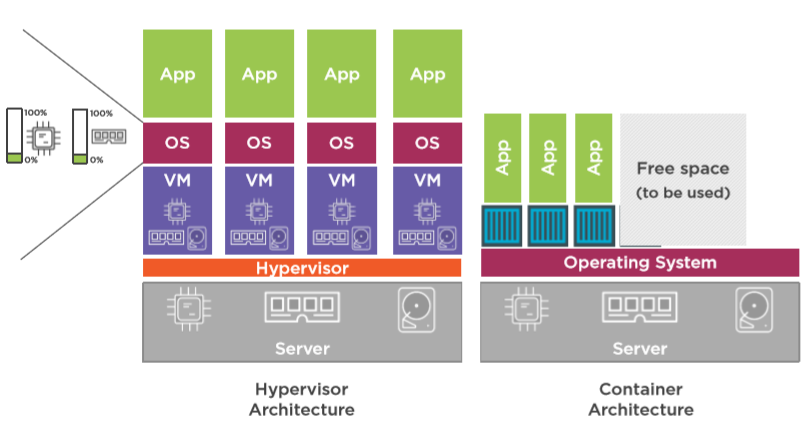 100%
0%
100%
0%
App
App
App
App
OS
OS
OS
OS
VM
VM
VM
VM
Hypervisor
Server
Hypervisor
Architecture
App
App
App
Free space
(to be used)
Operating System
Server
Container
Architecture